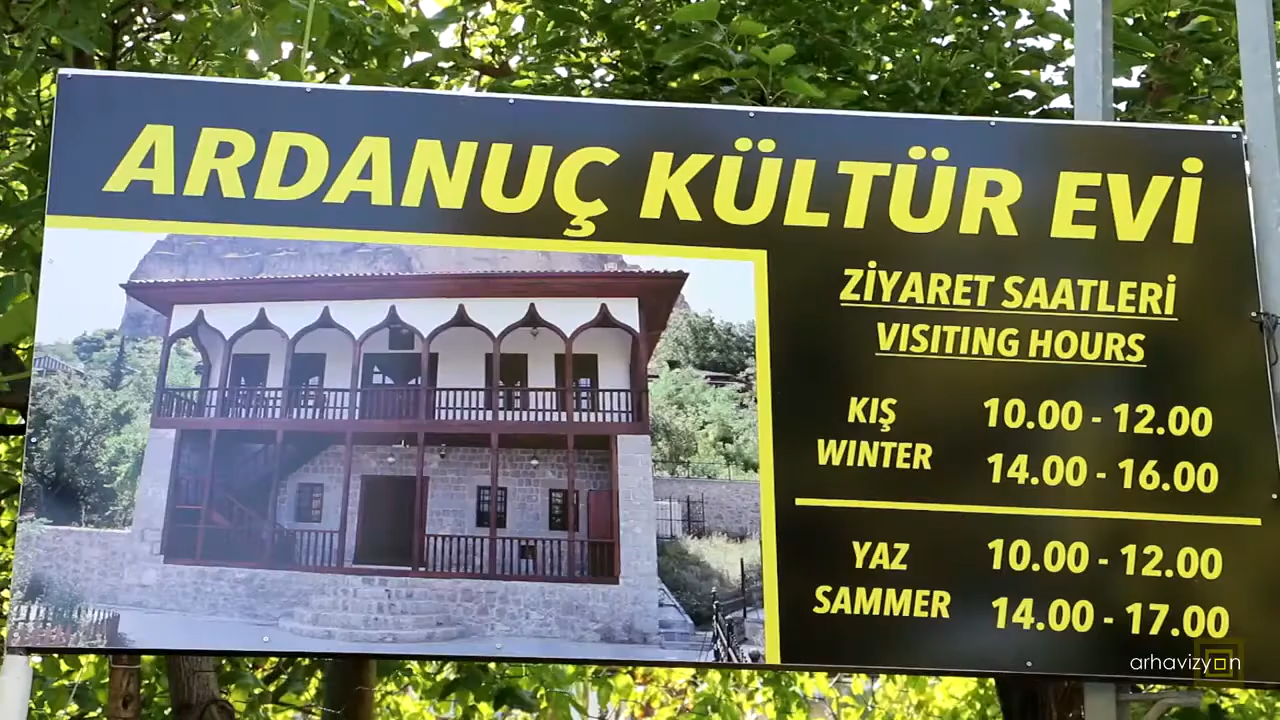 ARDANUÇ KÜLTÜR EVİ
ZİYARET SAATLERİ
VISITING HOURS
KIŞ 10.00 - 12.00
WINTER 14.00 - 16.00
YAZ 10.00 - 12.00
SAMMER 14.00 - 17.00
arhavizyon